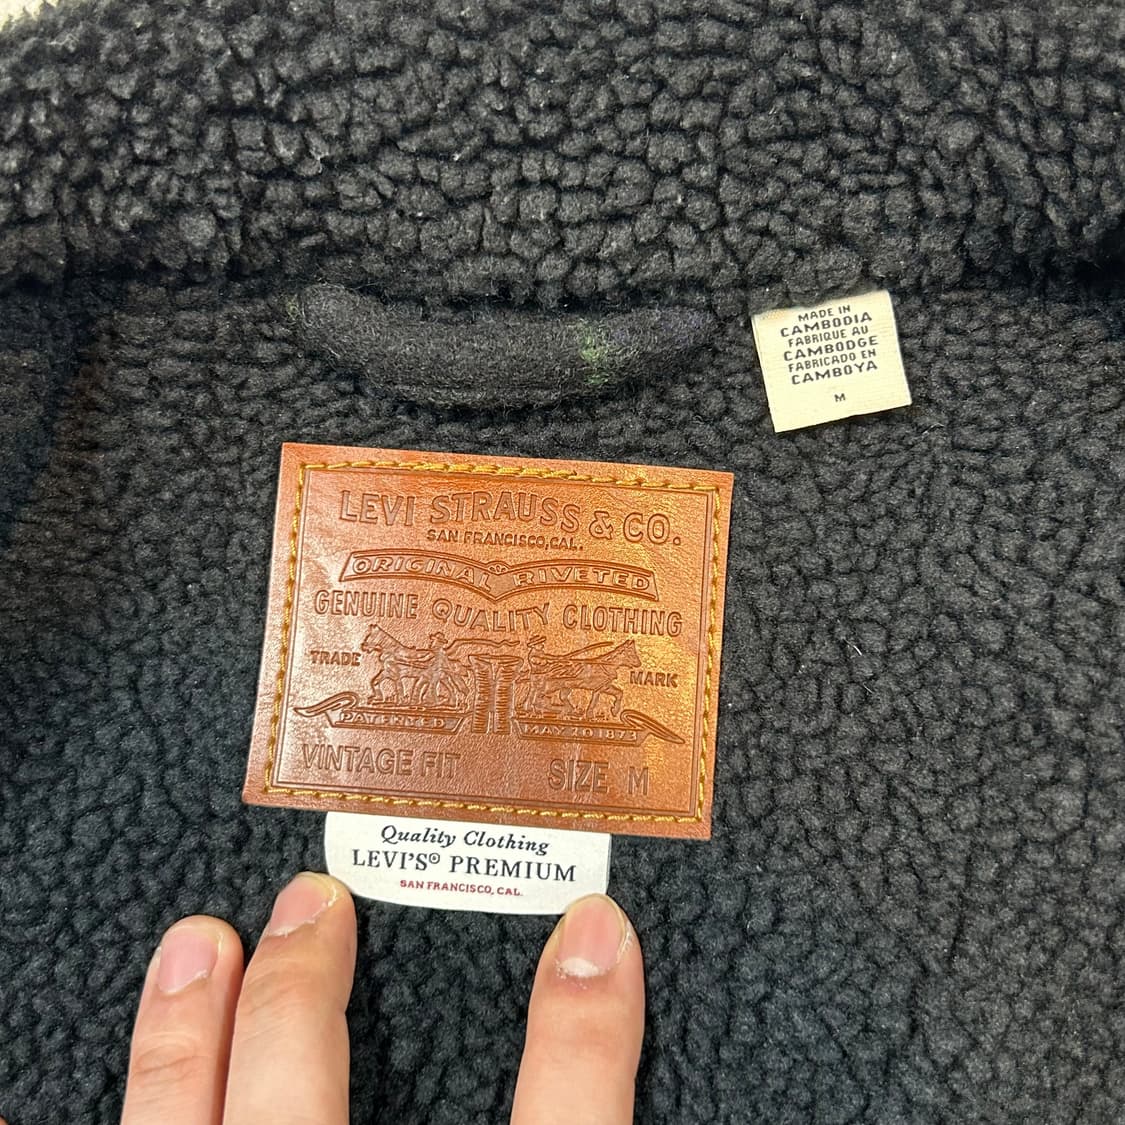 MADE IN
CAMBODIA
FABRIQUE AU
CAMBODGE
FABRICADO EN
CAMBOYA
M
LEVI STRAUSS & CO.
SAN FRANCISCO, CAL.
ORIGINAL RIVETED
GENUINE QUALITY CLOTHING
TRADE MARK
PATENTED MAY 20 1873
VINTAGE FIT SIZE M
Quality Clothing
LEVI'S® PREMIUM
SAN FRANCISCO, CAL.